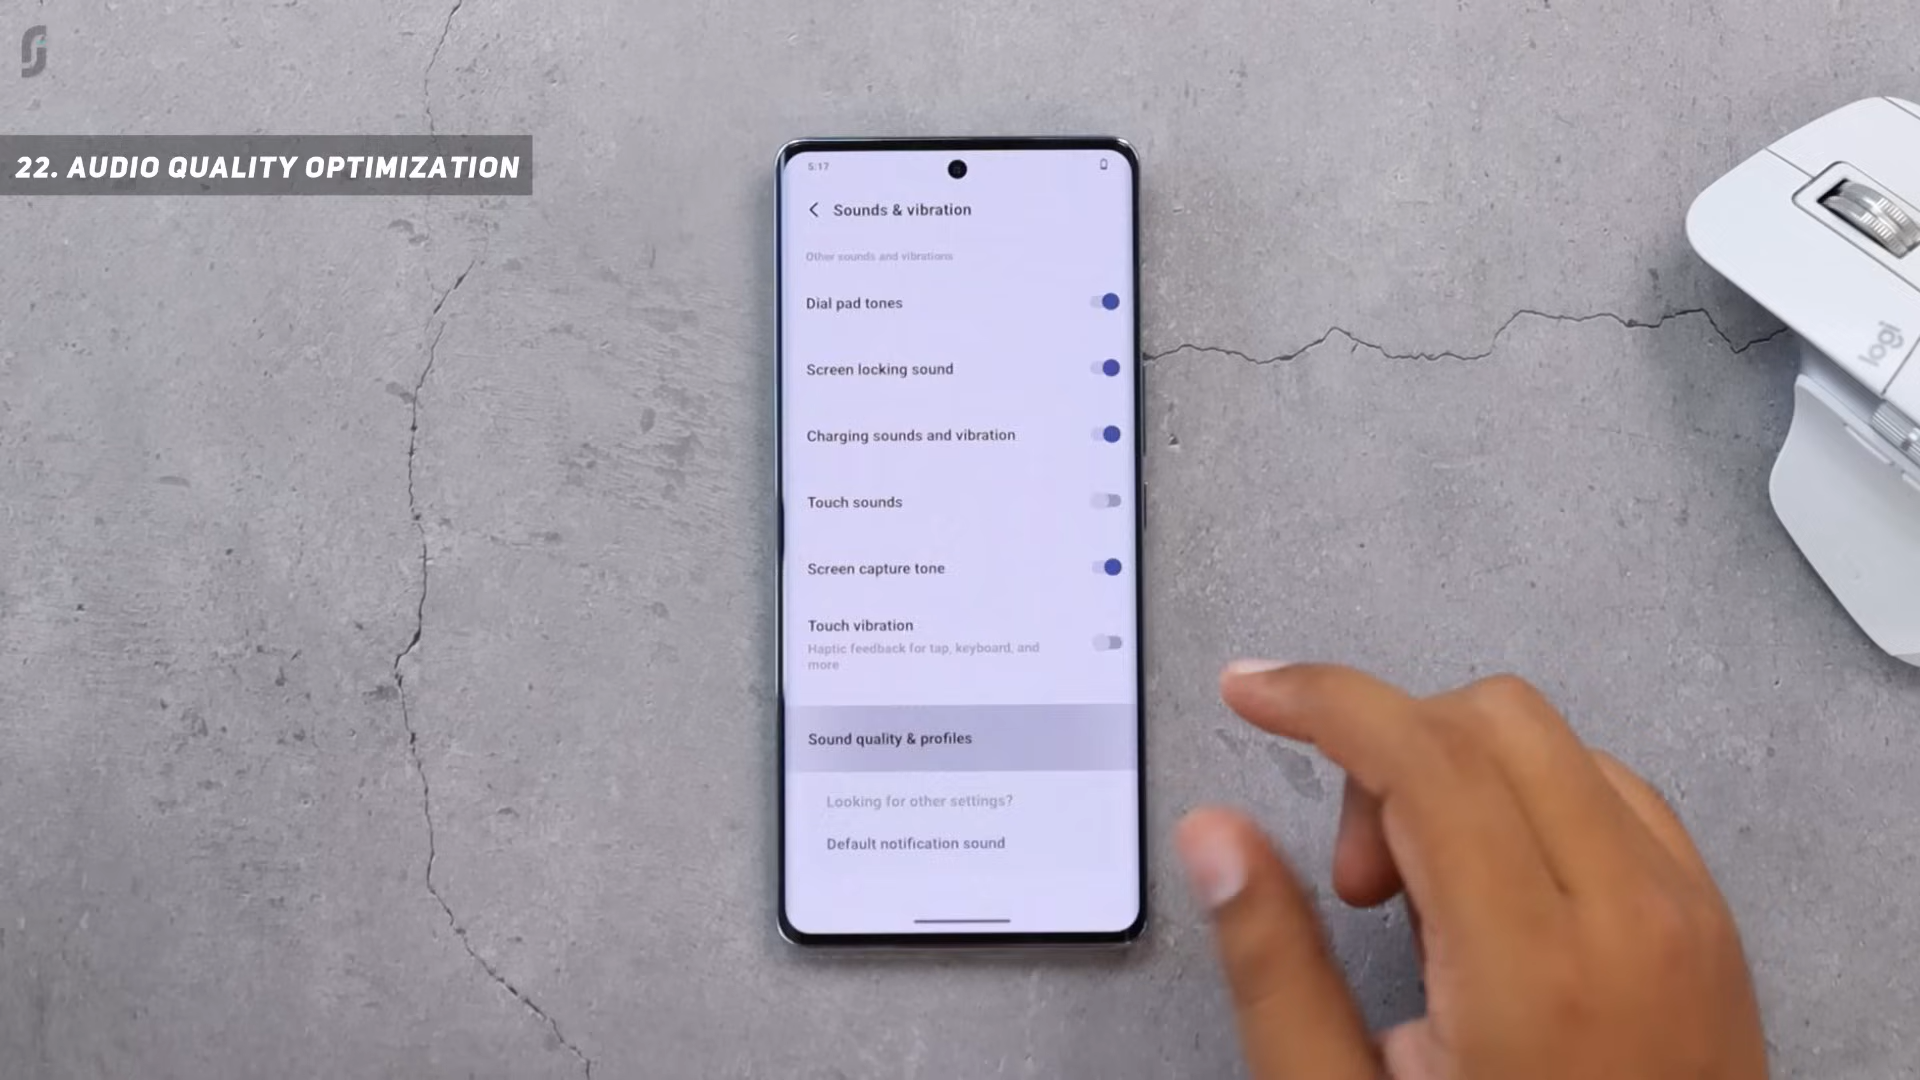 22. AUDIO QUALITY OPTIMIZATION
5:17
Sounds & vibration
Other sounds and vibrations
Dial pad tones
Screen locking sound
Charging sounds and vibration
Touch sounds
Screen capture tone
Touch vibration
Haptic feedback for tap, keyboard, and
more
Sound quality & profiles
Looking for other settings?
Default notification sound
logi